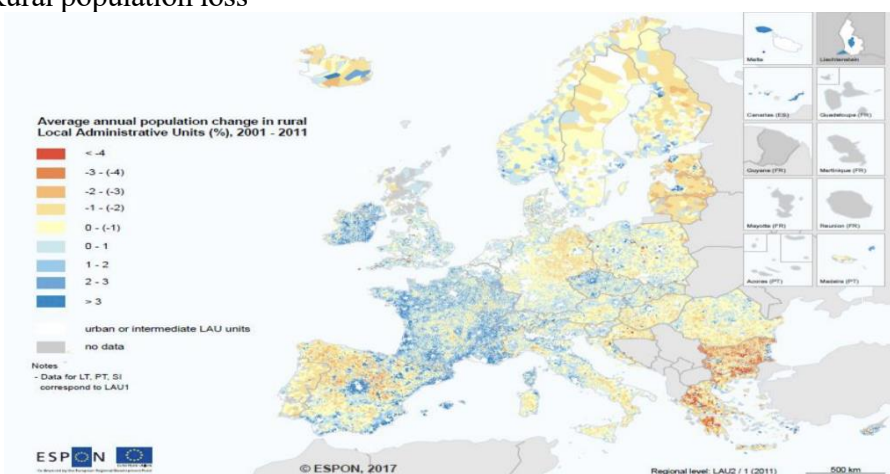 Rural population loss
Average annual population change in rural
Local Administrative Units (%), 2001 - 2011
< -4
-3 - (-4)
-2 - (-3)
-1 - (-2)
0 - (-1)
0 - 1
1 - 2
2 - 3
> 3
urban or intermediate LAU units
no data
Notes
- Data for LT, PT, SI
correspond to LAU1
Malta
Liechtenstein
Canarias (ES)
Guadeloupe (FR)
Guyane (FR)
Martinique (FR)
Mayotte (FR)
Reunion (FR)
Acores (PT)
Madeira (PT)
ESPON
© ESPON, 2017
Regional level: LAU2 / 1 (2011)
500 km